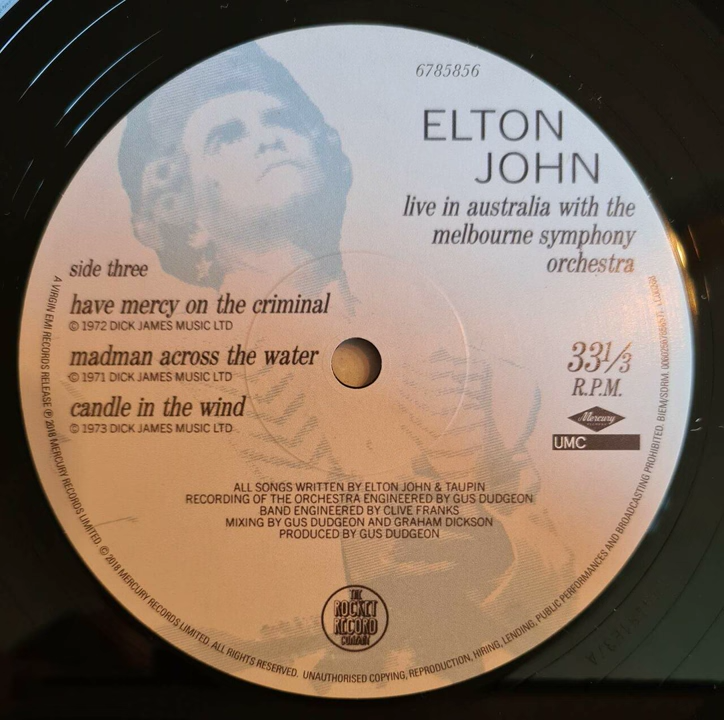 6785856
ELTON
JOHN
live in australia with the
melbourne symphony
orchestra
side three
have mercy on the criminal
© 1972 DICK JAMES MUSIC LTD
madman across the water
© 1971 DICK JAMES MUSIC LTD
candle in the wind
© 1973 DICK JAMES MUSIC LTD
33⅓
R.P.M.
Mercury
UMC
ALL SONGS WRITTEN BY ELTON JOHN & TAUPIN
RECORDING OF THE ORCHESTRA ENGINEERED BY GUS DUDGEON
BAND ENGINEERED BY CLIVE FRANKS
MIXING BY GUS DUDGEON AND GRAHAM DICKSON
PRODUCED BY GUS DUDGEON
THE
ROCKET
RECORD
COMPANY
A VIRGIN EMI RECORDS RELEASE ℗ 2018 MERCURY RECORDS LIMITED. © 2018 MERCURY RECORDS LIMITED. ALL RIGHTS RESERVED. UNAUTHORISED COPYING, REPRODUCTION, HIRING, LENDING, PUBLIC PERFORMANCES AND BROADCASTING PROHIBITED. BIEM/SDRM.